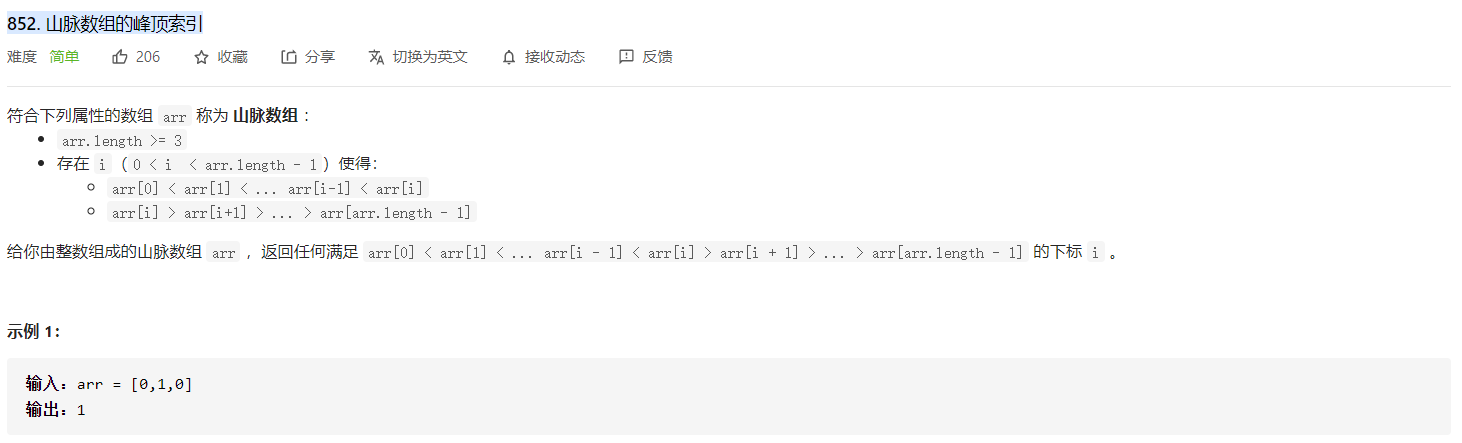 852. 山脉数组的峰顶索引
难度 简单 206 收藏 分享 切换为英文 接收动态 反馈
符合下列属性的数组 arr 称为 山脉数组 ：
arr.length >= 3
存在 i （ 0 < i < arr.length - 1 ）使得：
arr[0] < arr[1] < ... arr[i-1] < arr[i]
arr[i] > arr[i+1] > ... > arr[arr.length - 1]
给你由整数组成的山脉数组 arr ，返回任何满足 arr[0] < arr[1] < ... arr[i - 1] < arr[i] > arr[i + 1] > ... > arr[arr.length - 1] 的下标 i 。
示例 1：
输入：arr = [0,1,0]
输出：1